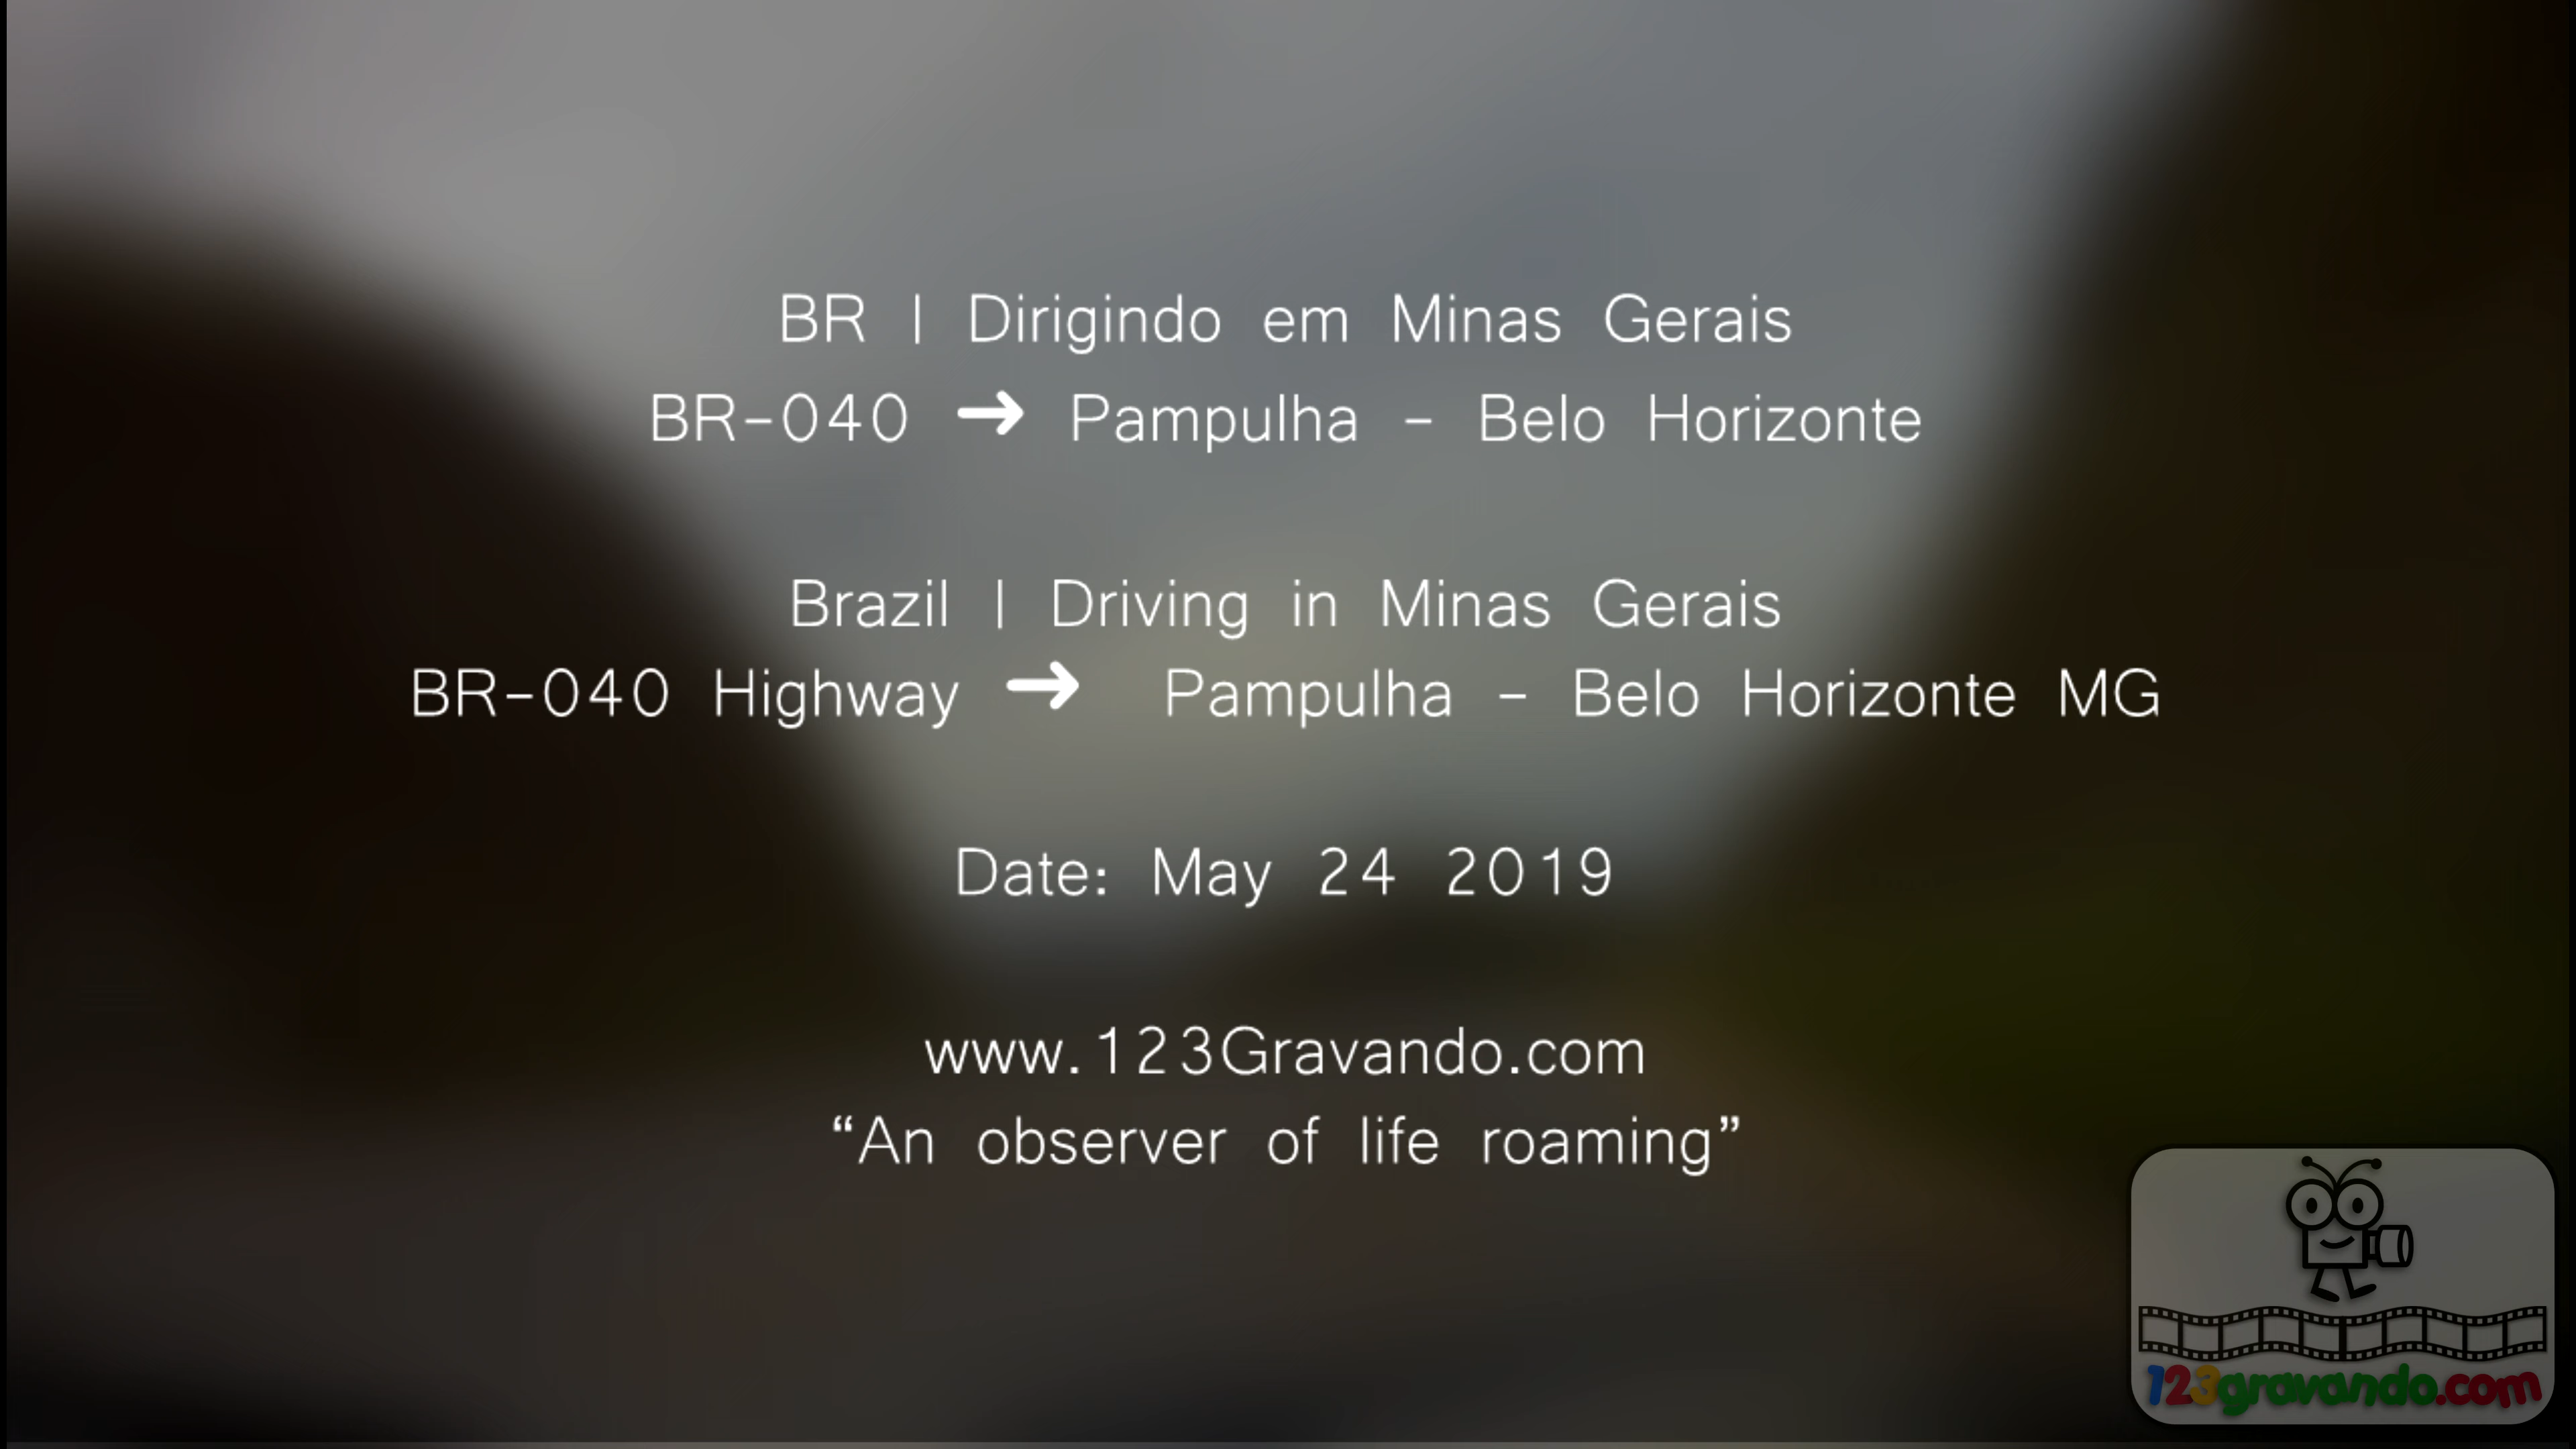 BR | Dirigindo em Minas Gerais
BR-040 → Pampulha - Belo Horizonte
Brazil | Driving in Minas Gerais
BR-040 Highway → Pampulha - Belo Horizonte MG
Date: May 24 2019
www.123Gravando.com
“An observer of life roaming”
123gravando.com